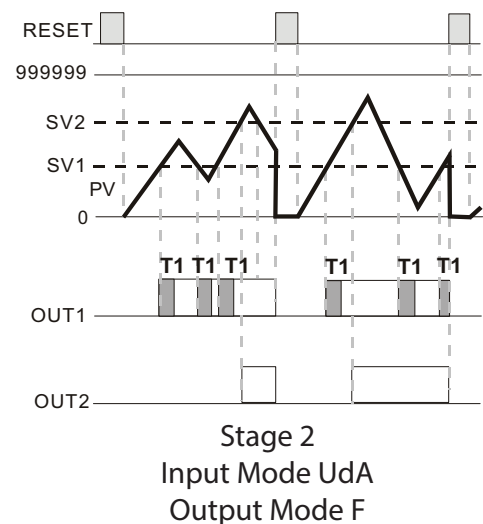 RESET
999999
SV2
SV1
PV
0
T1 T1 T1 T1 T1 T1
OUT1
OUT2
Stage 2
Input Mode UdA
Output Mode F